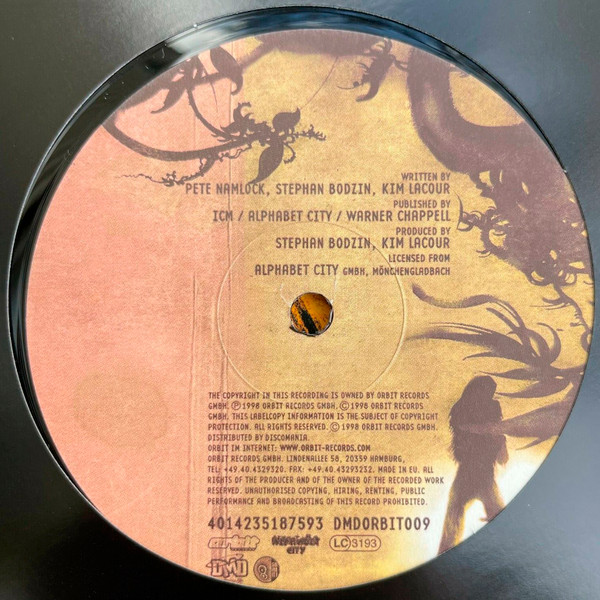 WRITTEN BY
PETE NAMLOCK, STEPHAN BODZIN, KIM LACOUR
PUBLISHED BY
ICM / ALPHABET CITY / WARNER CHAPPELL
PRODUCED BY
STEPHAN BODZIN, KIM LACOUR
LICENSED FROM
ALPHABET CITY GMBH, MÖNCHENGLADBACH
THE COPYRIGHT IN THIS RECORDING IS OWNED BY ORBIT RECORDS
GMBH. Ⓟ 1998 ORBIT RECORDS GMBH. Ⓒ 1998 ORBIT RECORDS
GMBH. THIS LABELCOPY INFORMATION IS THE SUBJECT OF COPYRIGHT
PROTECTION. ALL RIGHTS RESERVED. Ⓒ 1998 ORBIT RECORDS GMBH.
DISTRIBUTED BY DISCOMANIA.
ORBIT IM INTERNET: WWW.ORBIT-RECORDS.COM
ORBIT RECORDS GMBH. LINDENALLEE 56, 20359 HAMBURG,
TEL: +49.40.4329320. FAX: +49.40.43293232. MADE IN EU. ALL
RIGHTS OF THE PRODUCER AND OF THE OWNER OF THE RECORDED WORK
RESERVED. UNAUTHORISED COPYING, HIRING, RENTING, PUBLIC
PERFORMANCE AND BROADCASTING OF THIS RECORD PROHIBITED.
4014235187593 DMDORBIT009
ORBIT ALPHABET CITY LC 3193
DMD